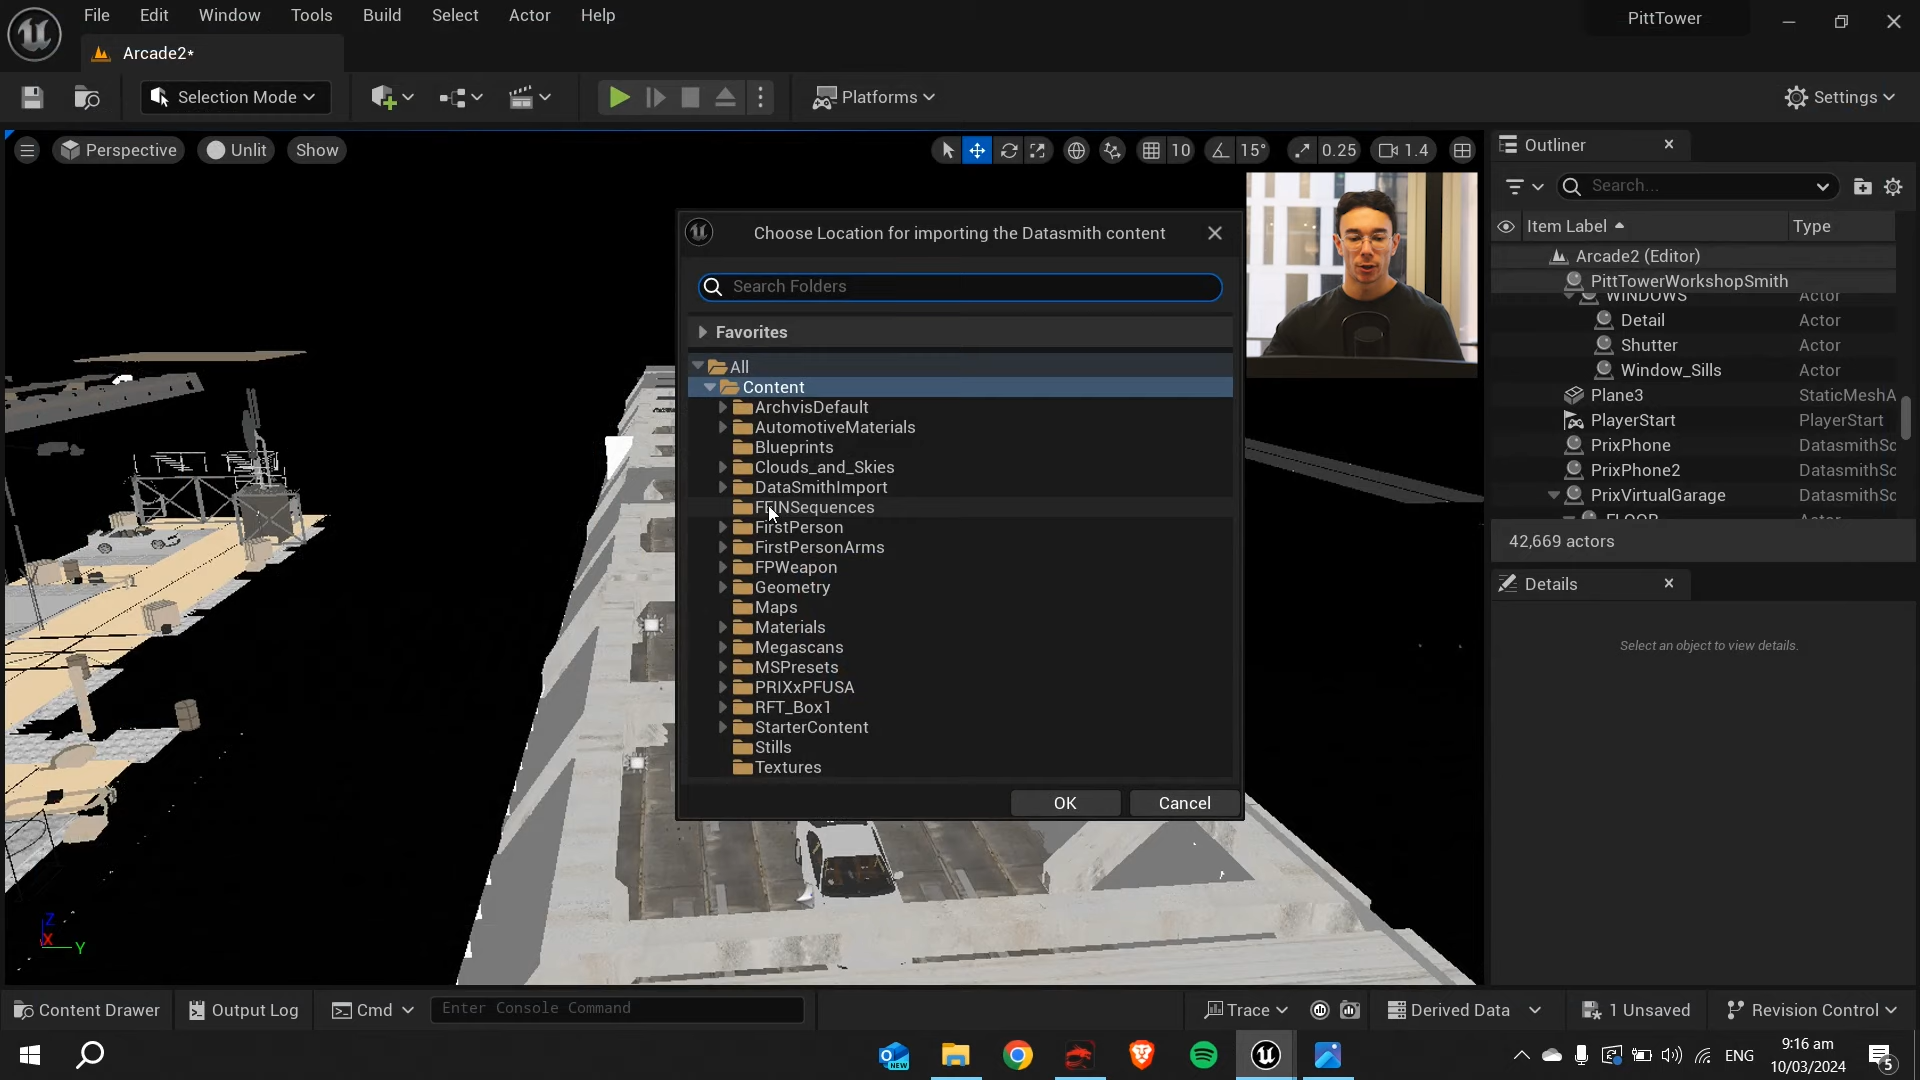 File Edit Window Tools Build Select Actor Help
PittTower
Arcade2*
Selection Mode
Platforms
Settings
Perspective
Unlit
Show
10
15°
0.25
1.4
Outliner
Search...
Item Label
Type
Arcade2 (Editor)
PittTowerWorkshopSmith
WINDOWS Actor
Detail Actor
Shutter Actor
Window_Sills Actor
Plane3 StaticMeshA
PlayerStart PlayerStart
PrixPhone DatasmithSc
PrixPhone2 DatasmithSc
PrixVirtualGarage DatasmithSc
FLOOR Actor
42,669 actors
Details
Select an object to view details.
Choose Location for importing the Datasmith content
Search Folders
Favorites
All
Content
ArchvisDefault
AutomotiveMaterials
Blueprints
Clouds_and_Skies
DataSmithImport
FEINSequences
FirstPerson
FirstPersonArms
FPWeapon
Geometry
Maps
Materials
Megascans
MSPresets
PRIXxPFUSA
RFT_Box1
StarterContent
Stills
Textures
OK
Cancel
Z
X
Y
Content Drawer
Output Log
Cmd
Enter Console Command
Trace
Derived Data
1 Unsaved
Revision Control
NEW
ENG
9:16 am
10/03/2024
5